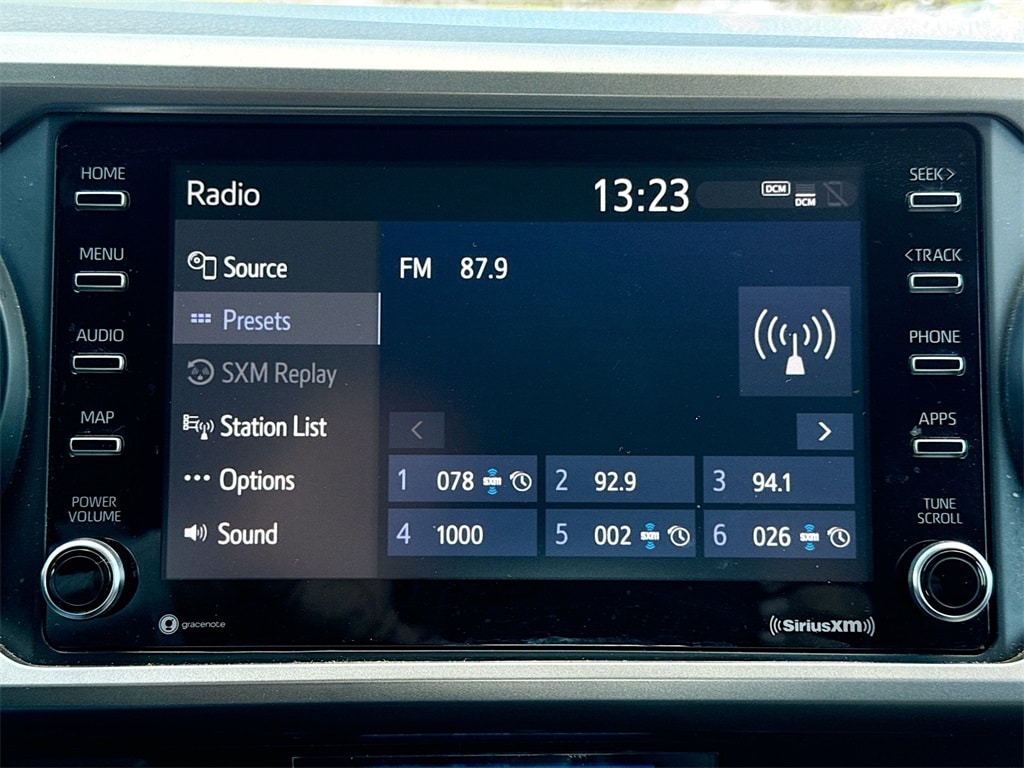 HOME
MENU
AUDIO
MAP
POWER
VOLUME
Radio
13:23
DCM
DCM
Source
Presets
SXM Replay
Station List
Options
Sound
FM 87.9
<
>
1 078 sxm
2 92.9
3 94.1
4 1000
5 002 sxm
6 026 sxm
SEEK>
<TRACK
PHONE
APPS
TUNE
SCROLL
gracenote
SiriusXM